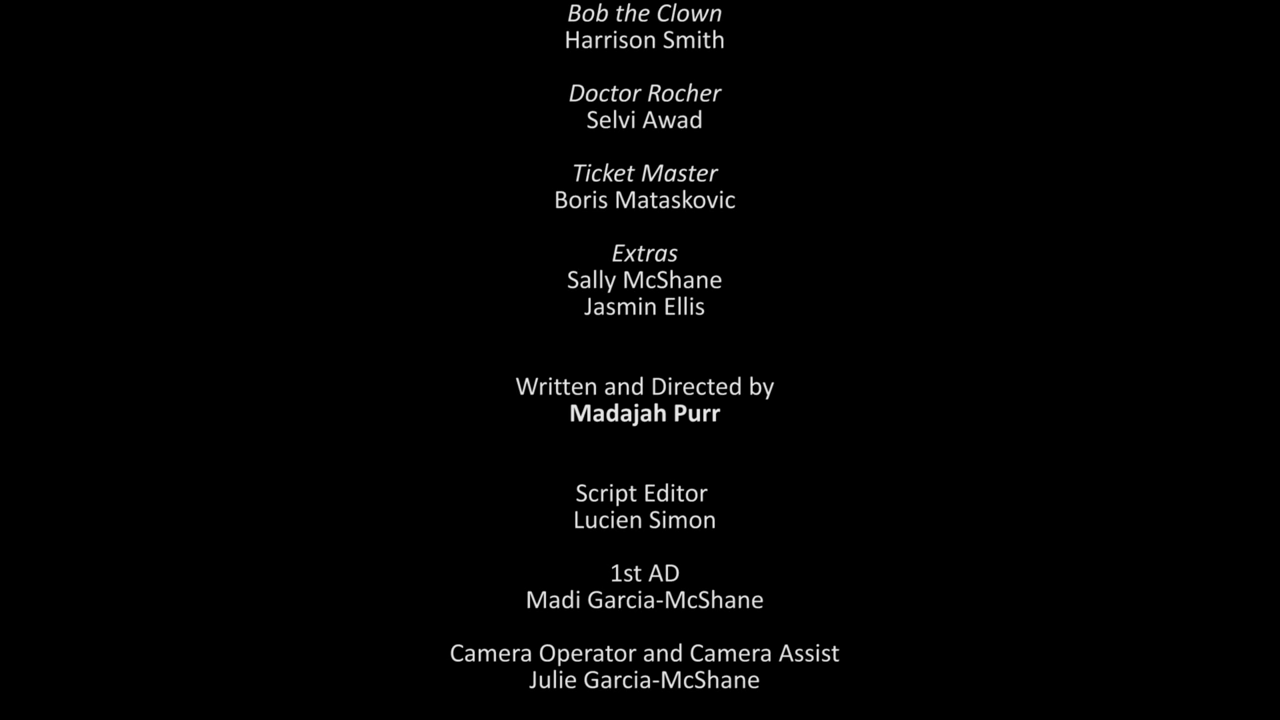 Bob the Clown
Harrison Smith
Doctor Rocher
Selvi Awad
Ticket Master
Boris Mataskovic
Extras
Sally McShane
Jasmin Ellis
Written and Directed by
Madajah Purr
Script Editor
Lucien Simon
1st AD
Madi Garcia-McShane
Camera Operator and Camera Assist
Julie Garcia-McShane